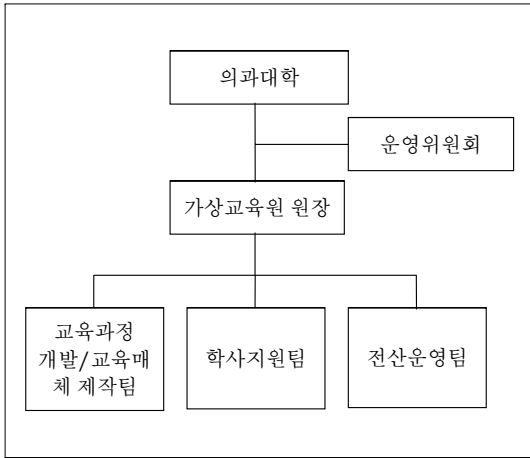 의과대학
운영위원회
가상교육원 원장
교육과정
개발/교육매
체 제작팀
학사지원팀
전산운영팀